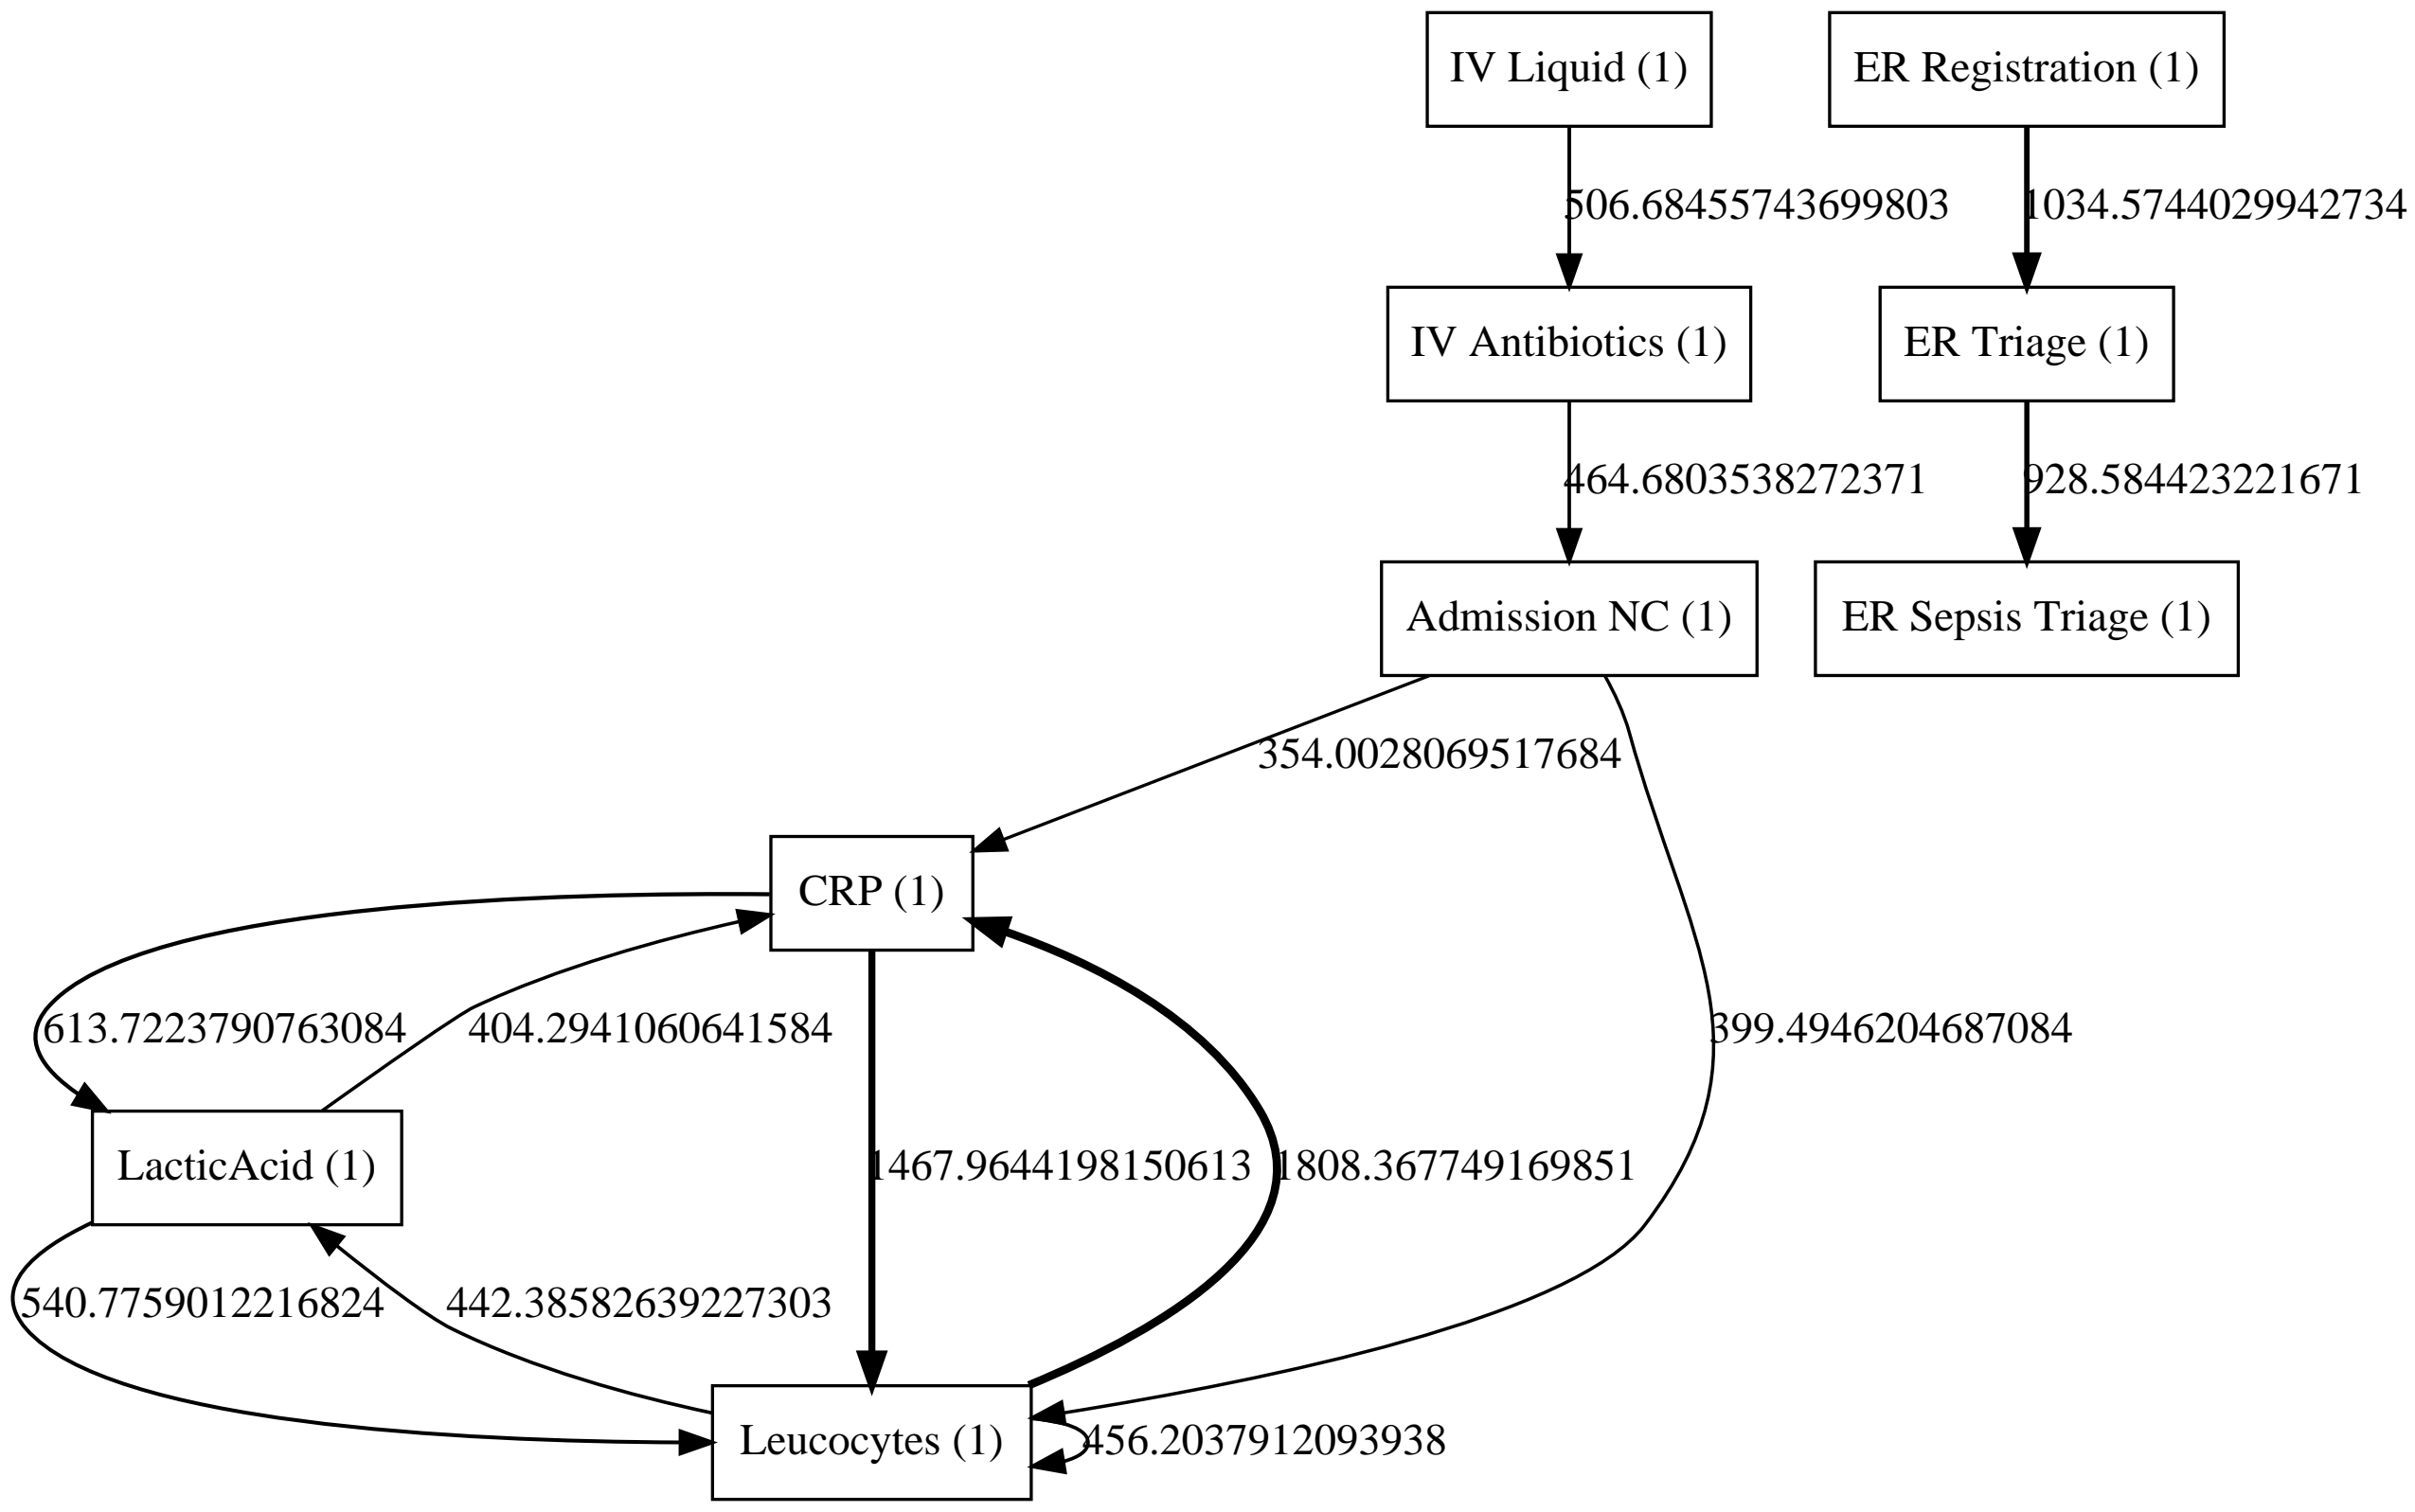 IV Liquid (1)
ER Registration (1)
506.68455743699803
1034.5744029942734
IV Antibiotics (1)
ER Triage (1)
464.6803538272371
928.584423221671
Admission NC (1)
ER Sepsis Triage (1)
354.0028069517684
CRP (1)
613.7223790763084
404.2941060641584
399.4946204687084
LacticAcid (1)
1467.9644198150613
1808.367749169851
540.7759012216824
442.38582639227303
Leucocytes (1)
456.2037912093938